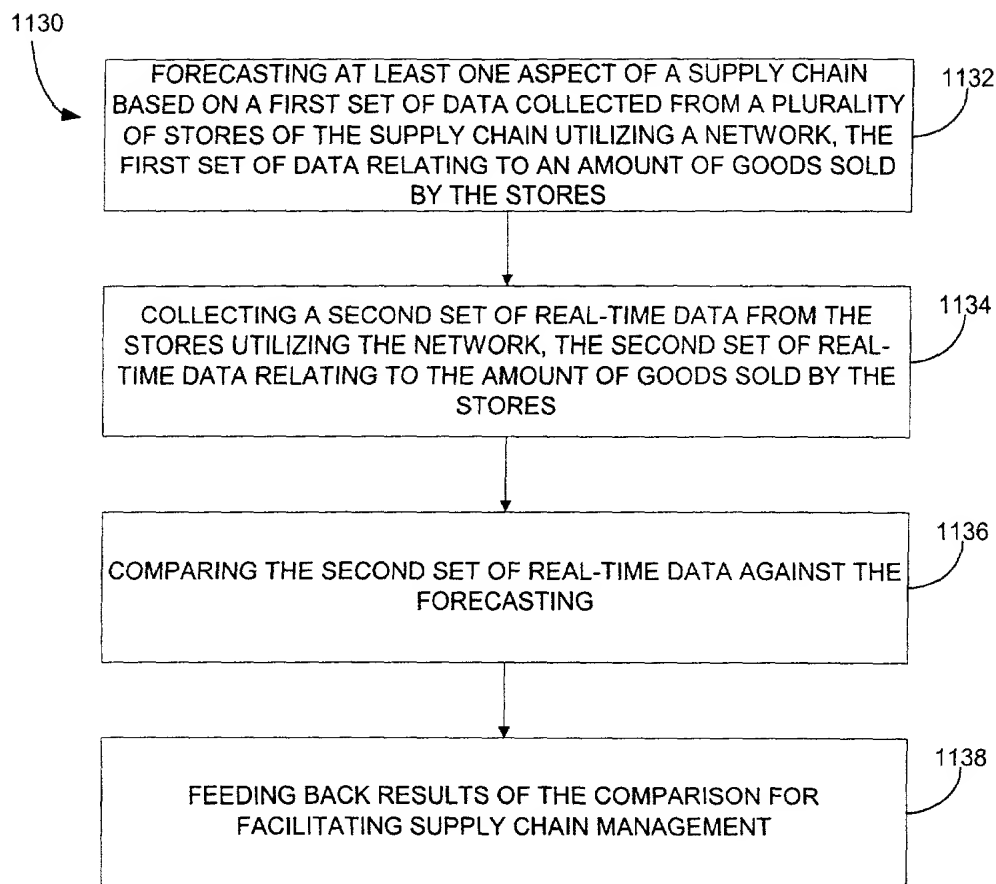 1130
FORECASTING AT LEAST ONE ASPECT OF A SUPPLY CHAIN
BASED ON A FIRST SET OF DATA COLLECTED FROM A PLURALITY
OF STORES OF THE SUPPLY CHAIN UTILIZING A NETWORK, THE
FIRST SET OF DATA RELATING TO AN AMOUNT OF GOODS SOLD
BY THE STORES
1132
COLLECTING A SECOND SET OF REAL-TIME DATA FROM THE
STORES UTILIZING THE NETWORK, THE SECOND SET OF REAL-
TIME DATA RELATING TO THE AMOUNT OF GOODS SOLD BY THE
STORES
1134
COMPARING THE SECOND SET OF REAL-TIME DATA AGAINST THE
FORECASTING
1136
FEEDING BACK RESULTS OF THE COMPARISON FOR
FACILITATING SUPPLY CHAIN MANAGEMENT
1138